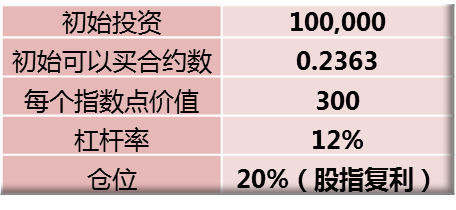 初始投资 100,000
初始可以买合约数 0.2363
每个指数点价值 300
杠杆率 12%
仓位 20%（股指复利）